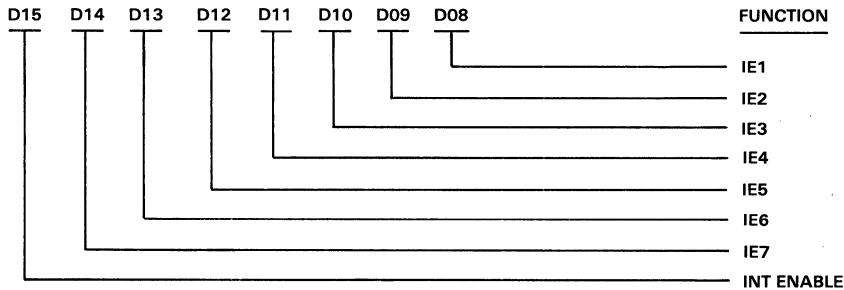 D15 D14 D13 D12 D11 D10 D09 D08 FUNCTION
IE1
IE2
IE3
IE4
IE5
IE6
IE7
INT ENABLE